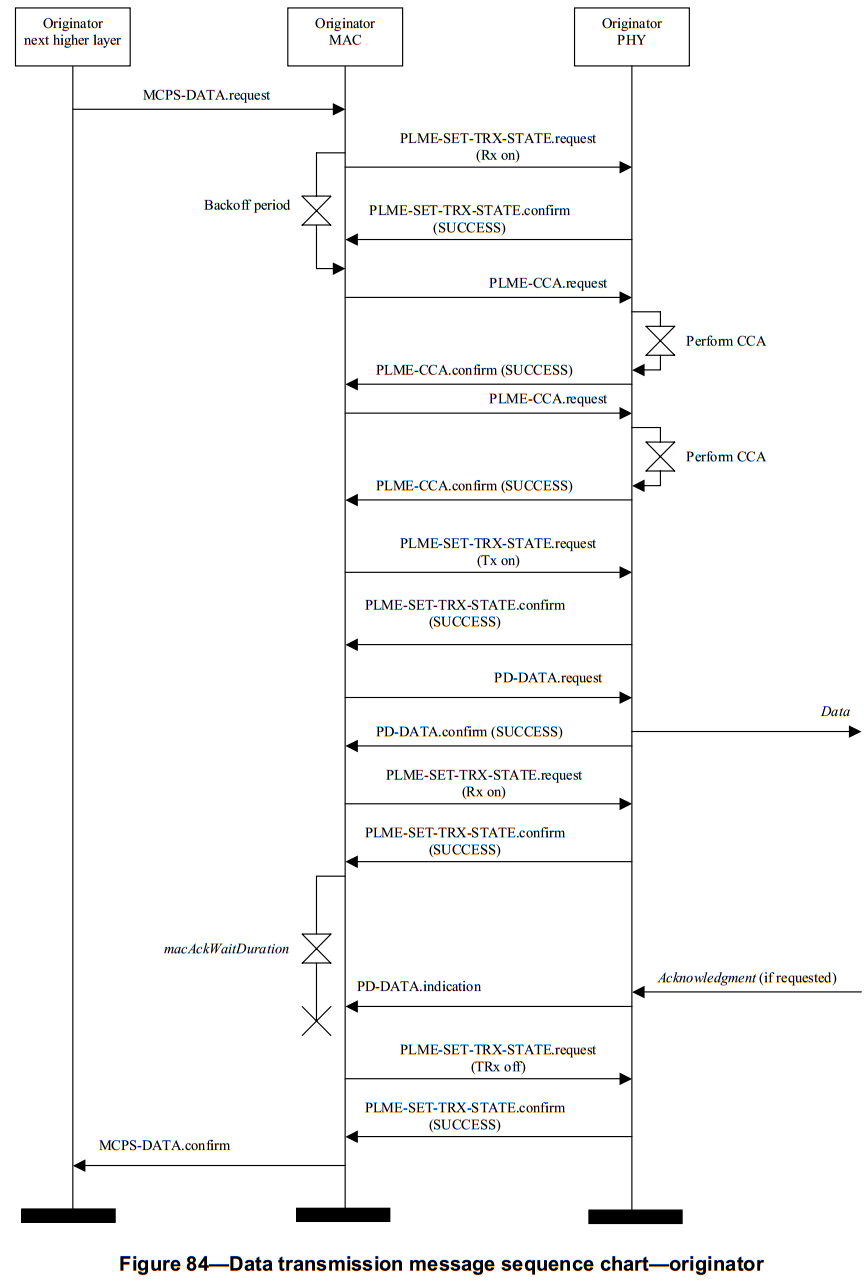 Originator
next higher layer
Originator
MAC
Originator
PHY
MCPS-DATA.request
PLME-SET-TRX-STATE.request
(Rx on)
Backoff period
PLME-SET-TRX-STATE.confirm
(SUCCESS)
PLME-CCA.request
Perform CCA
PLME-CCA.confirm (SUCCESS)
PLME-CCA.request
Perform CCA
PLME-CCA.confirm (SUCCESS)
PLME-SET-TRX-STATE.request
(Tx on)
PLME-SET-TRX-STATE.confirm
(SUCCESS)
PD-DATA.request
Data
PD-DATA.confirm (SUCCESS)
PLME-SET-TRX-STATE.request
(Rx on)
PLME-SET-TRX-STATE.confirm
(SUCCESS)
macAckWaitDuration
Acknowledgment (if requested)
PD-DATA.indication
PLME-SET-TRX-STATE.request
(TRx off)
PLME-SET-TRX-STATE.confirm
(SUCCESS)
MCPS-DATA.confirm
Figure 84—Data transmission message sequence chart—originator